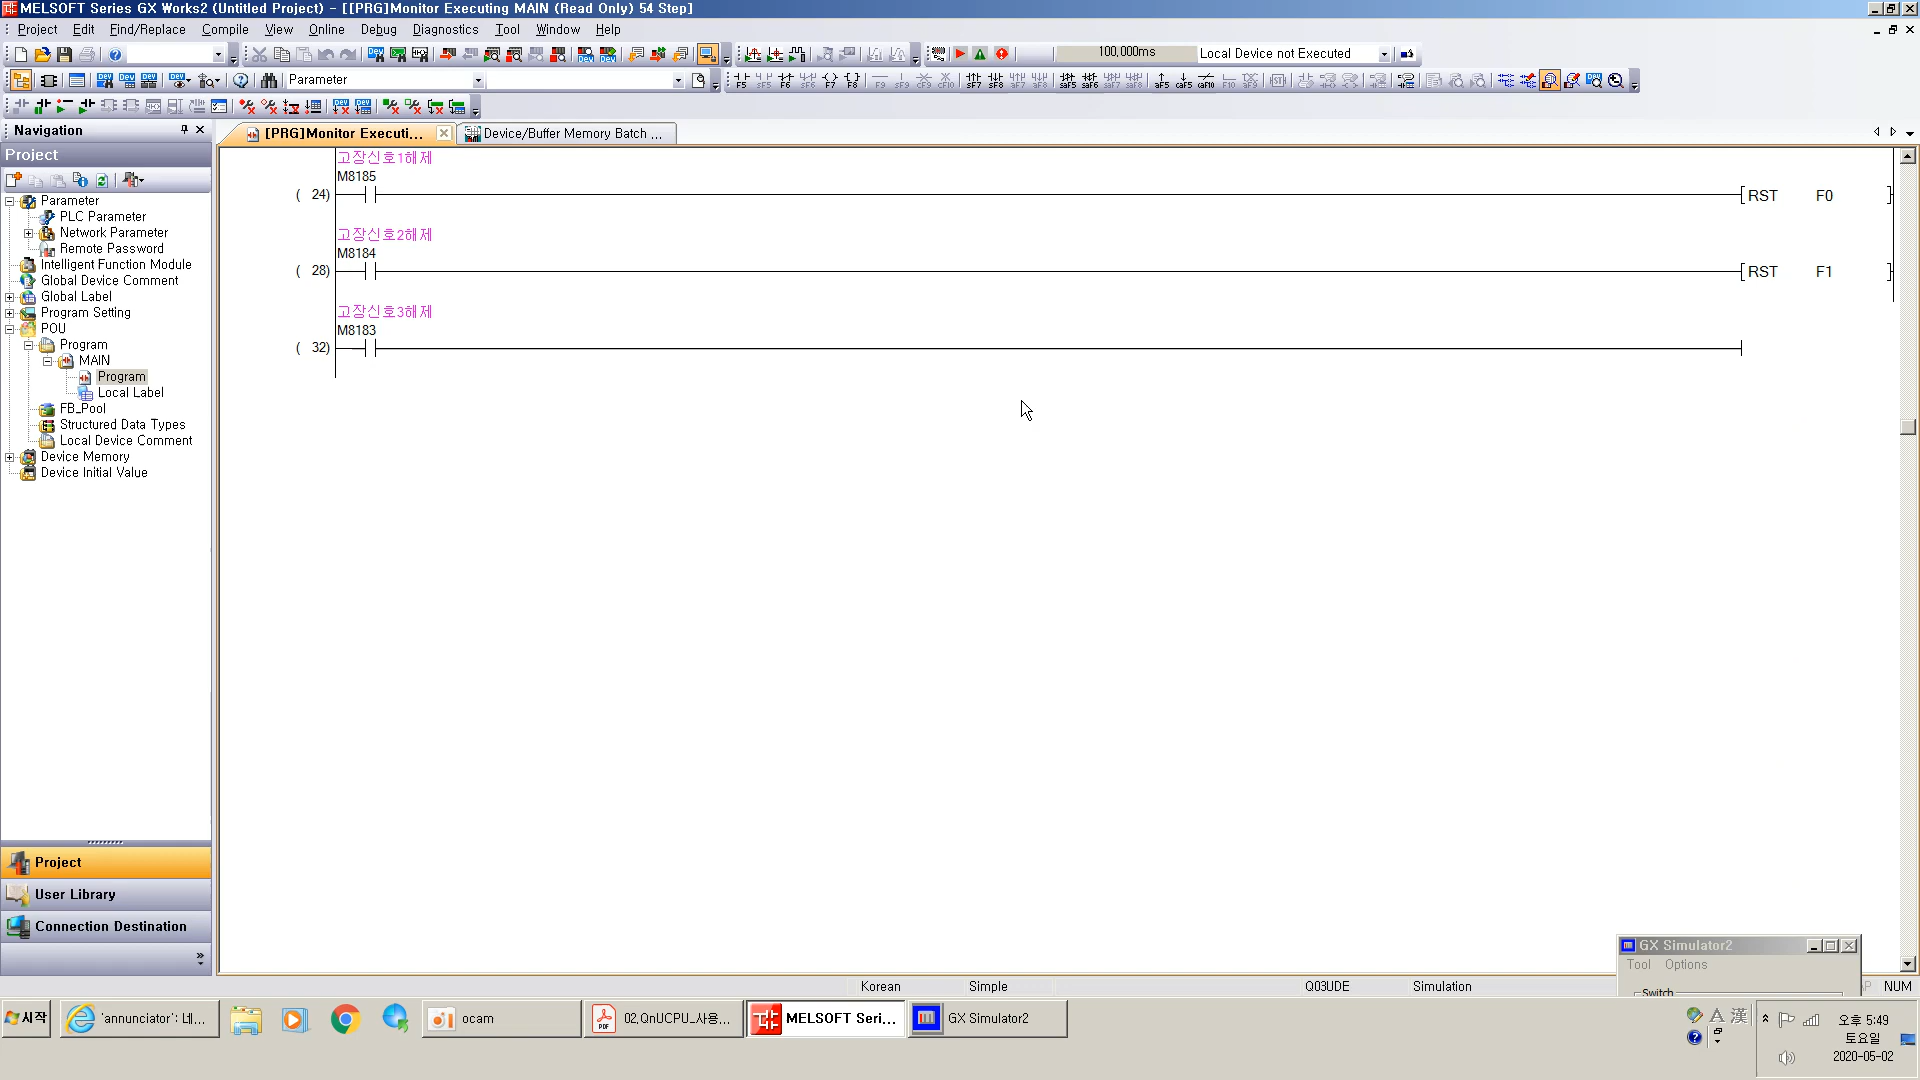 MELSOFT Series GX Works2 (Untitled Project) - [[PRG]Monitor Executing MAIN (Read Only) 54 Step]
Project Edit Find/Replace Compile View Online Debug Diagnostics Tool Window Help
100,000ms Local Device not Executed
Parameter
Navigation
[PRG]Monitor Executi...
Device/Buffer Memory Batch ...
Project
Parameter
PLC Parameter
Network Parameter
Remote Password
Intelligent Function Module
Global Device Comment
Global Label
Program Setting
POU
Program
MAIN
Program
Local Label
FB_Pool
Structured Data Types
Local Device Comment
Device Memory
Device Initial Value
고장신호1해제
M8185
( 24) [RST F0 ]
고장신호2해제
M8184
( 28) [RST F1 ]
고장신호3해제
M8183
( 32)
Project
User Library
Connection Destination
GX Simulator2
Tool Options
Switch
Korean Simple Q03UDE Simulation NUM
시작
'annunciator': 네...
ocam
02,QnUCPU_사용...
MELSOFT Seri...
GX Simulator2
A 漢
오후 5:49
토요일
2020-05-02